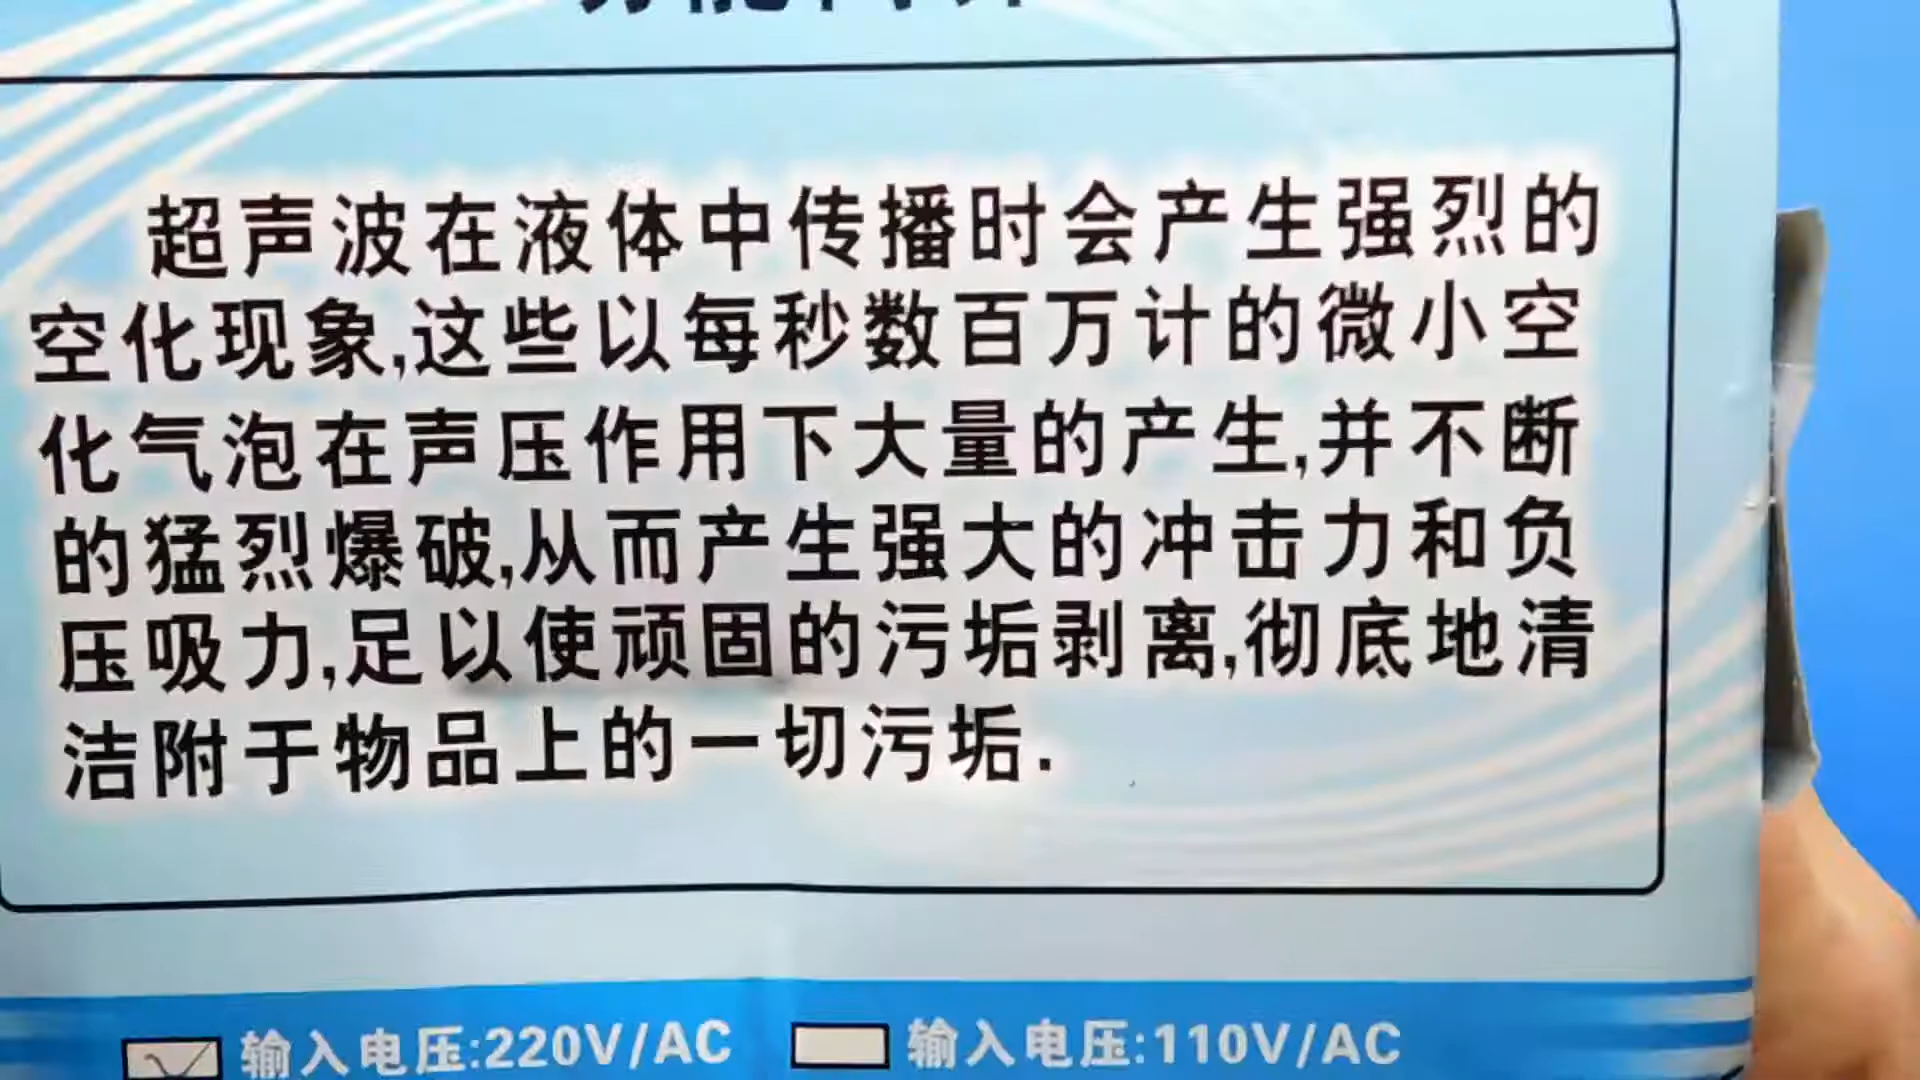 超声波在液体中传播时会产生强烈的
空化现象,这些以每秒数百万计的微小空
化气泡在声压作用下大量的产生,并不断
的猛烈爆破,从而产生强大的冲击力和负
压吸力,足以使顽固的污垢剥离,彻底地清
洁附于物品上的一切污垢.
输入电压:220V/AC 输入电压:110V/AC